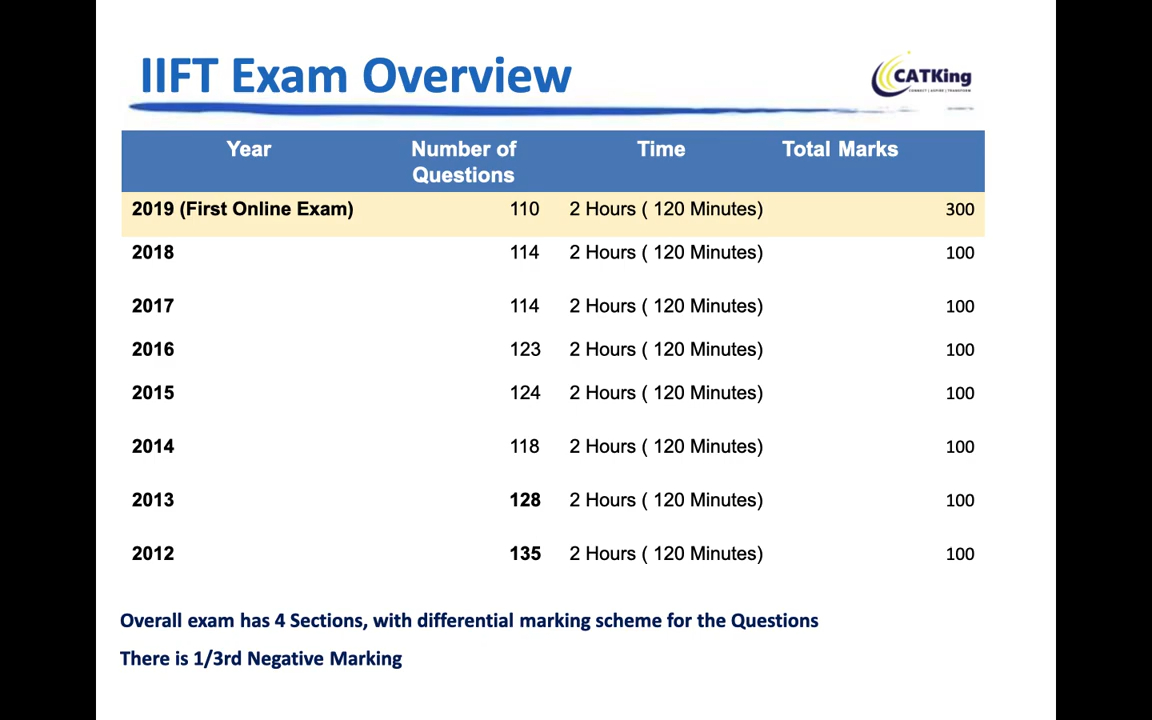 IIFT Exam Overview
CATKing
CONNECT | ASPIRE | TRANSFORM
Year Number of Questions Time Total Marks
2019 (First Online Exam) 110 2 Hours ( 120 Minutes) 300
2018 114 2 Hours ( 120 Minutes) 100
2017 114 2 Hours ( 120 Minutes) 100
2016 123 2 Hours ( 120 Minutes) 100
2015 124 2 Hours ( 120 Minutes) 100
2014 118 2 Hours ( 120 Minutes) 100
2013 128 2 Hours ( 120 Minutes) 100
2012 135 2 Hours ( 120 Minutes) 100
Overall exam has 4 Sections, with differential marking scheme for the Questions
There is 1/3rd Negative Marking